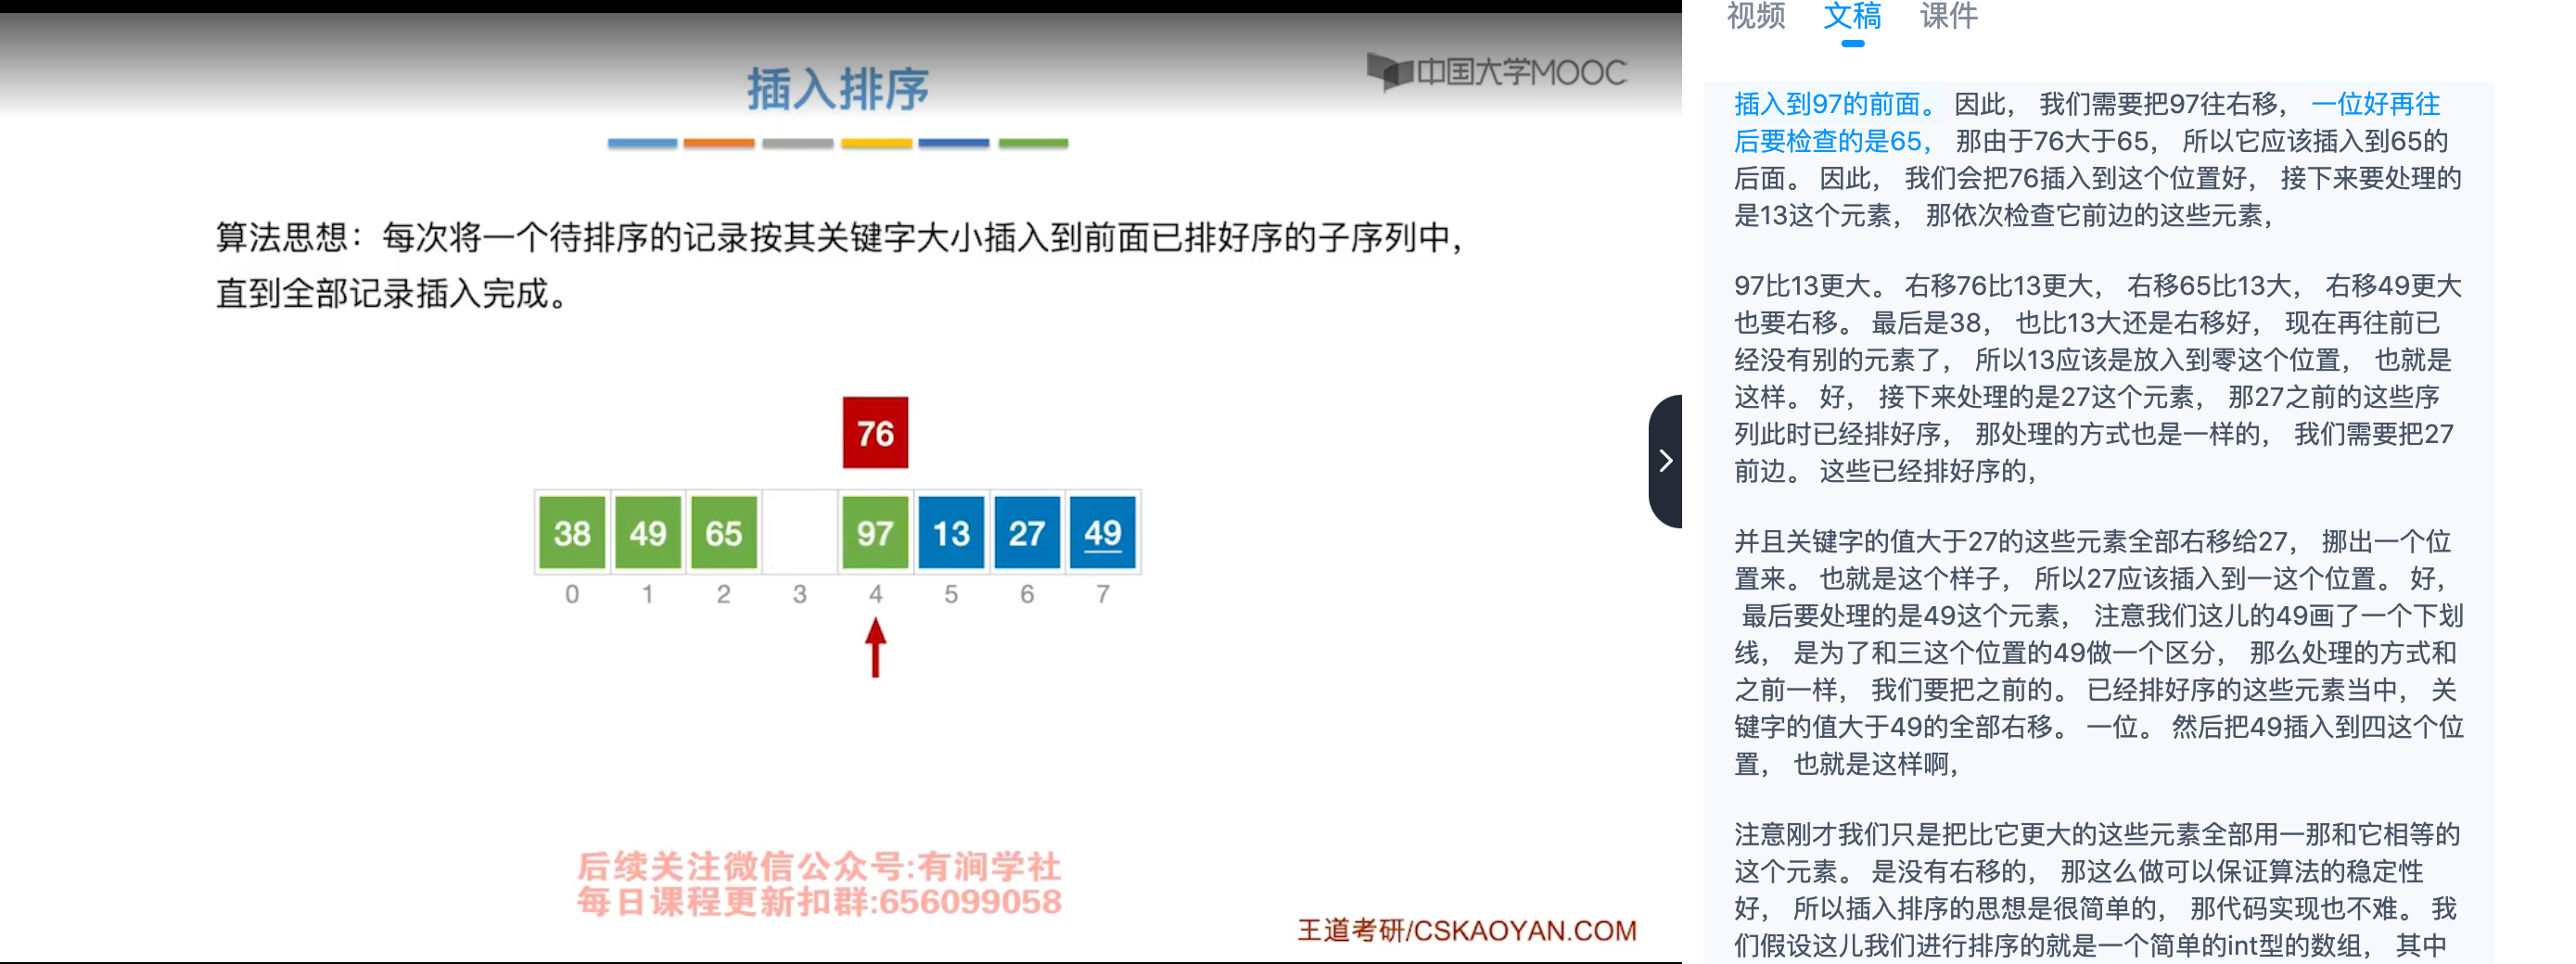 插入排序
中国大学MOOC
算法思想：每次将一个待排序的记录按其关键字大小插入到前面已排好序的子序列中，
直到全部记录插入完成。
76
38 49 65 97 13 27 49
0 1 2 3 4 5 6 7
后续关注微信公众号:有涧学社
每日课程更新扣群:656099058
王道考研/CSKAOYAN.COM
视频 文稿 课件
插入到97的前面。 因此， 我们需要把97往右移， 一位好再往
后要检查的是65， 那由于76大于65， 所以它应该插入到65的
后面。 因此， 我们会把76插入到这个位置好， 接下来要处理的
是13这个元素， 那依次检查它前边的这些元素，
97比13更大。 右移76比13更大， 右移65比13大， 右移49更大
也要右移。 最后是38， 也比13大还是右移好， 现在再往前已
经没有别的元素了， 所以13应该是放入到零这个位置， 也就是
这样。 好， 接下来处理的是27这个元素， 那27之前的这些序
列此时已经排好序， 那处理的方式也是一样的， 我们需要把27
前边。 这些已经排好序的，
并且关键字的值大于27的这些元素全部右移给27， 挪出一个位
置来。 也就是这个样子， 所以27应该插入到一这个位置。 好，
最后要处理的是49这个元素， 注意我们这儿的49画了一个下划
线， 是为了和三这个位置的49做一个区分， 那么处理的方式和
之前一样， 我们要把之前的。 已经排好序的这些元素当中， 关
键字的值大于49的全部右移。 一位。 然后把49插入到四这个位
置， 也就是这样啊，
注意刚才我们只是把比它更大的这些元素全部用一那和它相等的
这个元素。 是没有右移的， 那这么做可以保证算法的稳定性
好， 所以插入排序的思想是很简单的， 那代码实现也不难。 我
们假设这儿我们进行排序的就是一个简单的int型的数组， 其中